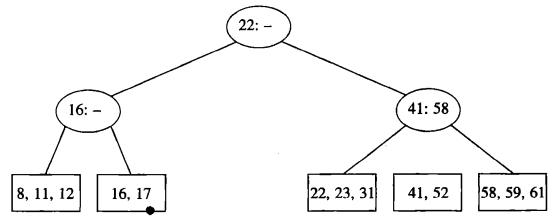 22: –
16: –
41: 58
8, 11, 12
16, 17
22, 23, 31
41, 52
58, 59, 61